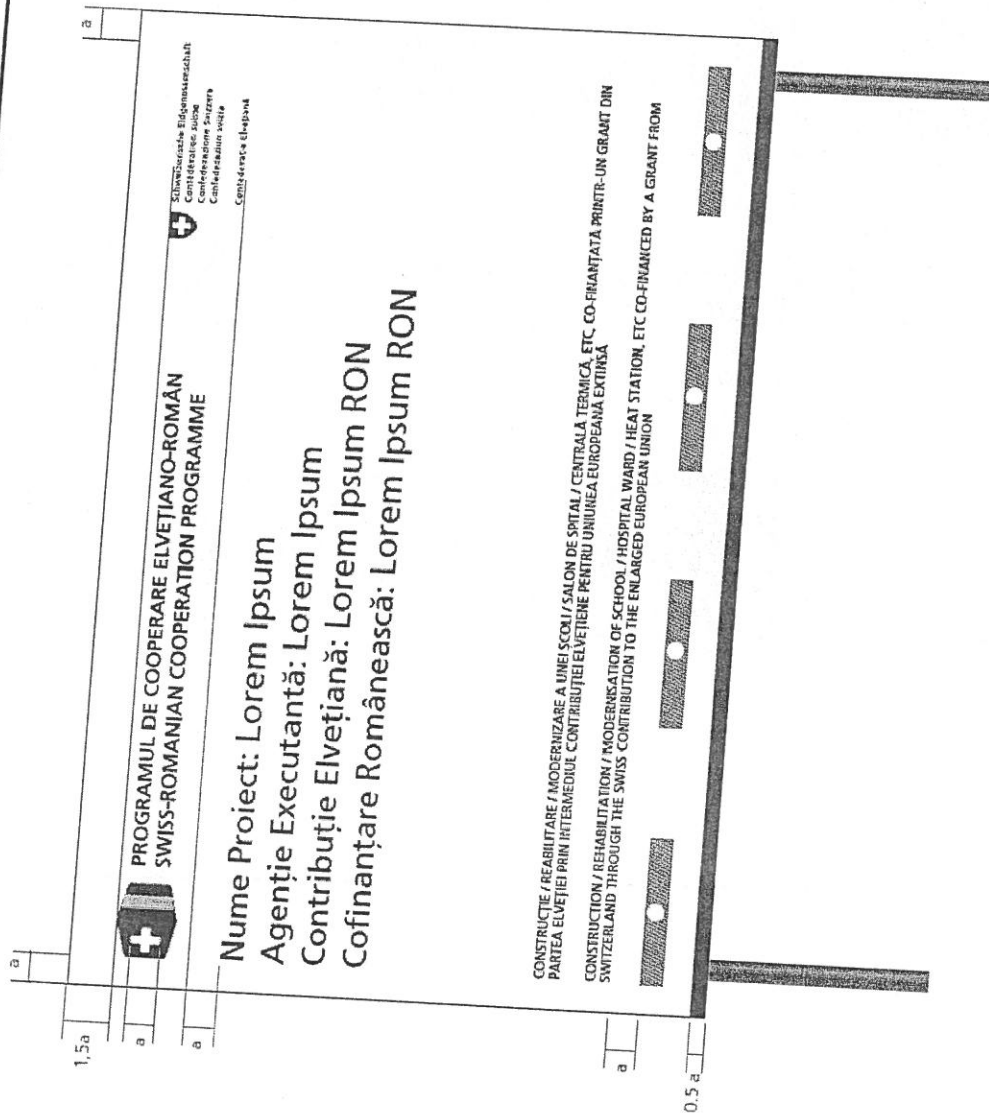 a
a
1,5a
a
a
a
0.5 a
PROGRAMUL DE COOPERARE ELVEȚIANO-ROMÂN
SWISS-ROMANIAN COOPERATION PROGRAMME
Schweizerische Eidgenossenschaft
Confédération suisse
Confederazione Svizzera
Confederaziun svizra
Confederația Elvețiană
Nume Proiect: Lorem Ipsum
Agenție Executantă: Lorem Ipsum
Contribuție Elvețiană: Lorem Ipsum RON
Cofinanțare Românească: Lorem Ipsum RON
CONSTRUCȚIE / REABILITARE / MODERNIZARE A UNEI ȘCOLI / SALON DE SPITAL / CENTRALĂ TERMICĂ, ETC, CO-FINANȚATĂ PRINTR-UN GRANT DIN
PARTEA ELVEȚIEI PRIN INTERMEDIUL CONTRIBUȚIEI ELVEȚIENE PENTRU UNIUNEA EUROPEANĂ EXTINSĂ
CONSTRUCTION / REHABILITATION / MODERNISATION OF SCHOOL / HOSPITAL WARD / HEAT STATION, ETC CO-FINANCED BY A GRANT FROM
SWITZERLAND THROUGH THE SWISS CONTRIBUTION TO THE ENLARGED EUROPEAN UNION